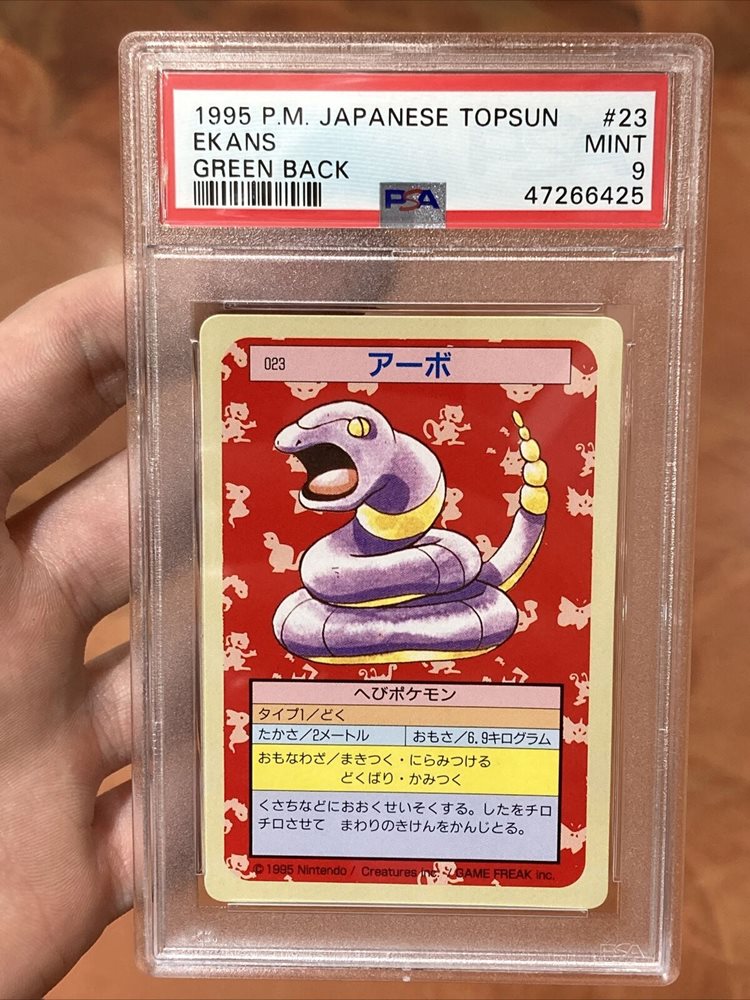 1995 P.M. JAPANESE TOPSUN #23
EKANS MINT
GREEN BACK 9
PSA 47266425
023 アーボ
へびポケモン
タイプ1/どく
たかさ/2メートル おもさ/6.9キログラム
おもなわざ/まきつく・にらみつける
どくばり・かみつく
くさちなどにおおくせいそくする。したをチロ
チロさせて まわりのきけんをかんじとる。
© 1995 Nintendo / Creatures inc. / GAME FREAK inc.
PSA